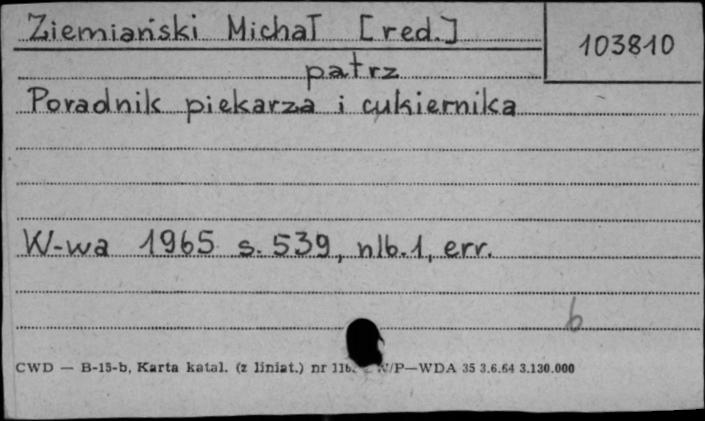 Ziemiański Michał [red.]
103810
patrz
Poradnik piekarza i cukiernika
W-wa 1965 s. 539, nlb. 1, err.
b
CWD — B-15-b, Karta katal. (z liniat.) nr /P—WDA 35 3.6.64 3.130.000